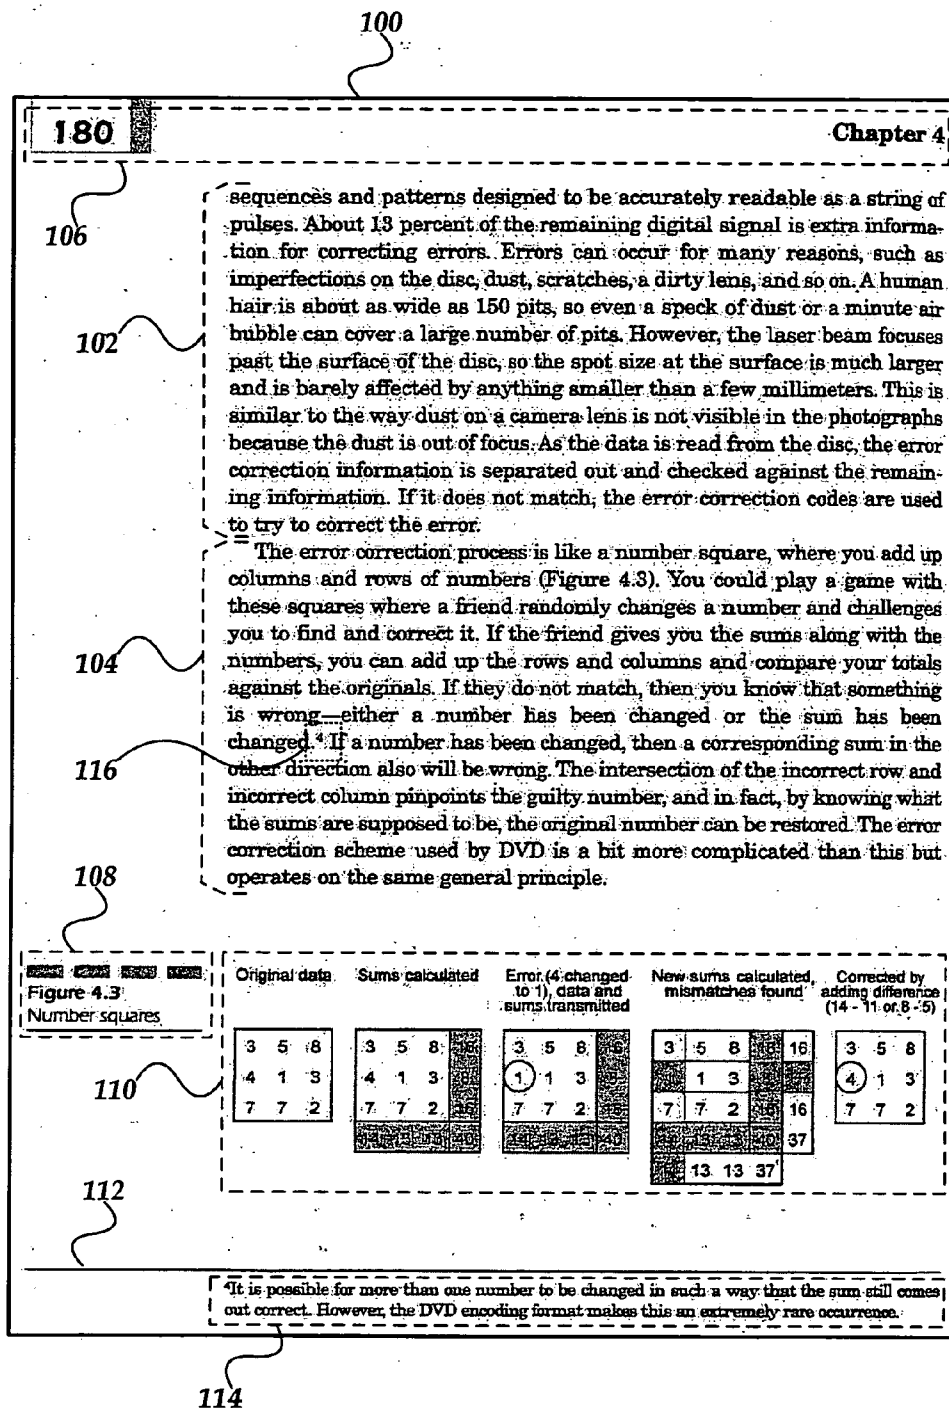 100
180 Chapter 4
106
sequences and patterns designed to be accurately readable as a string of
pulses. About 13 percent of the remaining digital signal is extra informa-
tion for correcting errors. Errors can occur for many reasons, such as
imperfections on the disc, dust, scratches, a dirty lens, and so on. A human
hair is about as wide as 150 pits, so even a speck of dust or a minute air
102
bubble can cover a large number of pits. However, the laser beam focuses
past the surface of the disc, so the spot size at the surface is much larger
and is barely affected by anything smaller than a few millimeters. This is
similar to the way dust on a camera lens is not visible in the photographs
because the dust is out of focus. As the data is read from the disc, the error
correction information is separated out and checked against the remain-
ing information. If it does not match, the error correction codes are used
to try to correct the error.
The error correction process is like a number square, where you add up
columns and rows of numbers (Figure 4.3). You could play a game with
these squares where a friend randomly changes a number and challenges
you to find and correct it. If the friend gives you the sums along with the
104
numbers, you can add up the rows and columns and compare your totals
against the originals. If they do not match, then you know that something
is wrong—either a number has been changed or the sum has been
changed.⁴ If a number has been changed, then a corresponding sum in the
116
other direction also will be wrong. The intersection of the incorrect row and
incorrect column pinpoints the guilty number, and in fact, by knowing what
the sums are supposed to be, the original number can be restored. The error
correction scheme used by DVD is a bit more complicated than this but
operates on the same general principle.
108
Figure 4.3
Number squares
110
Original data
3 5 8
4 1 3
7 7 2
Sums calculated
3 5 8 16
4 1 3
7 7 2
40
Error (4 changed
to 1), data and
sums transmitted
3 5 8
1 1 3
7 7 2
40
New sums calculated,
mismatches found
3 5 8 16
1 3
7 7 2 16
13 13 40 37
13 13 37
Corrected by
adding difference
(14 - 11 or 8 - 5)
3 5 8
4 1 3
7 7 2
112
⁴It is possible for more than one number to be changed in such a way that the sum still comes
out correct. However, the DVD encoding format makes this an extremely rare occurrence.
114